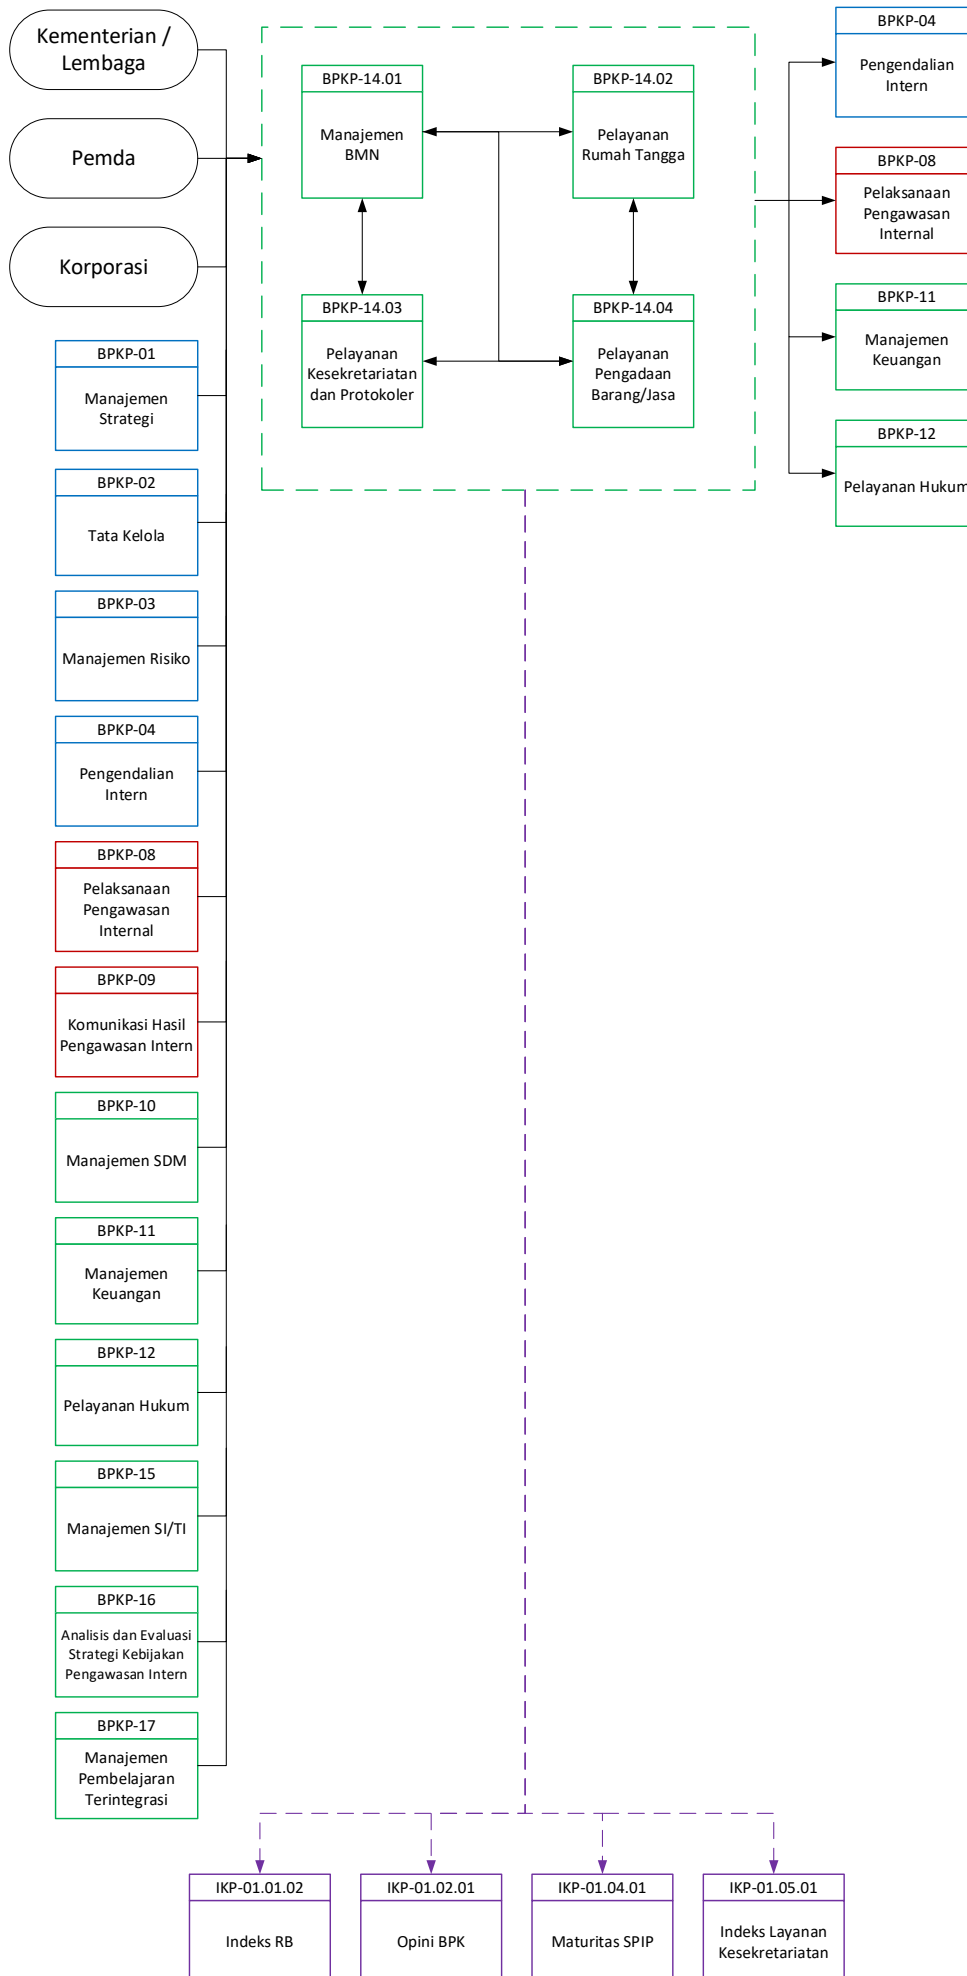 Kementerian /
Lembaga
Pemda
Korporasi
BPKP-01
Manajemen
Strategi
BPKP-02
Tata Kelola
BPKP-03
Manajemen Risiko
BPKP-04
Pengendalian
Intern
BPKP-08
Pelaksanaan
Pengawasan
Internal
BPKP-09
Komunikasi Hasil
Pengawasan Intern
BPKP-10
Manajemen SDM
BPKP-11
Manajemen
Keuangan
BPKP-12
Pelayanan Hukum
BPKP-15
Manajemen SI/TI
BPKP-16
Analisis dan Evaluasi
Strategi Kebijakan
Pengawasan Intern
BPKP-17
Manajemen
Pembelajaran
Terintegrasi
BPKP-14.01
Manajemen
BMN
BPKP-14.02
Pelayanan
Rumah Tangga
BPKP-14.03
Pelayanan
Kesekretariatan
dan Protokoler
BPKP-14.04
Pelayanan
Pengadaan
Barang/Jasa
BPKP-04
Pengendalian
Intern
BPKP-08
Pelaksanaan
Pengawasan
Internal
BPKP-11
Manajemen
Keuangan
BPKP-12
Pelayanan Hukum
IKP-01.01.02
Indeks RB
IKP-01.02.01
Opini BPK
IKP-01.04.01
Maturitas SPIP
IKP-01.05.01
Indeks Layanan
Kesekretariatan